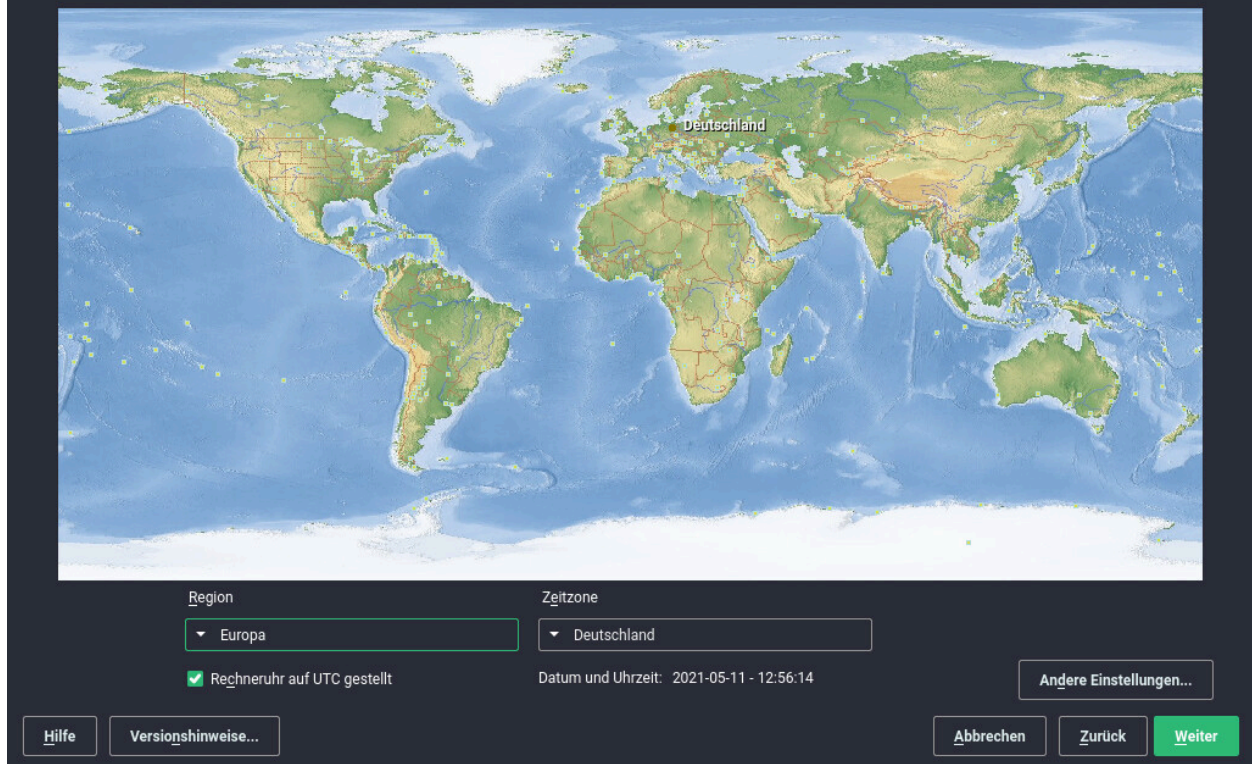 Deutschland
Region
Zeitzone
Europa
Deutschland
Rechneruhr auf UTC gestellt
Datum und Uhrzeit: 2021-05-11 - 12:56:14
Andere Einstellungen...
Hilfe
Versionshinweise...
Abbrechen
Zurück
Weiter